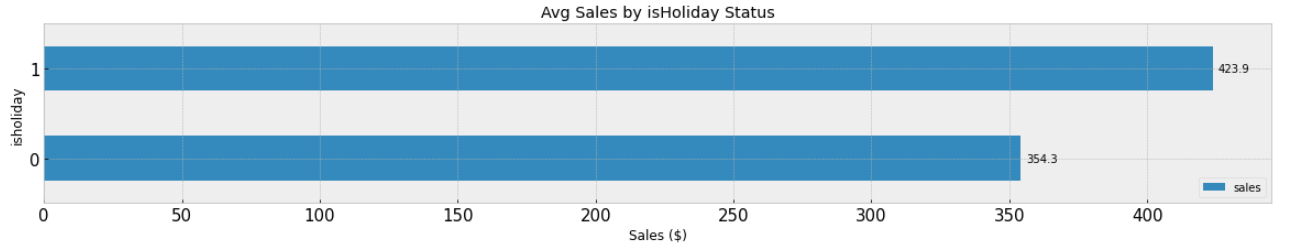 Avg Sales by isHoliday Status
isholiday
1
423.9
0
354.3
sales
0 50 100 150 200 250 300 350 400
Sales ($)